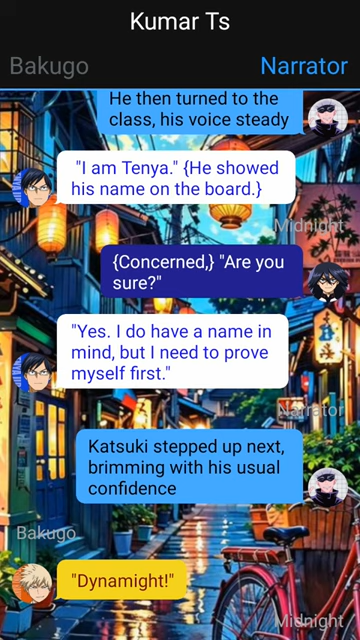 Kumar Ts
Bakugo
Narrator
He then turned to the
class, his voice steady
"I am Tenya." {He showed
his name on the board.}
Midnight
{Concerned,} "Are you
sure?"
"Yes. I do have a name in
mind, but I need to prove
myself first."
Narrator
Katsuki stepped up next,
brimming with his usual
confidence
Bakugo
"Dynamight!"
Midnight